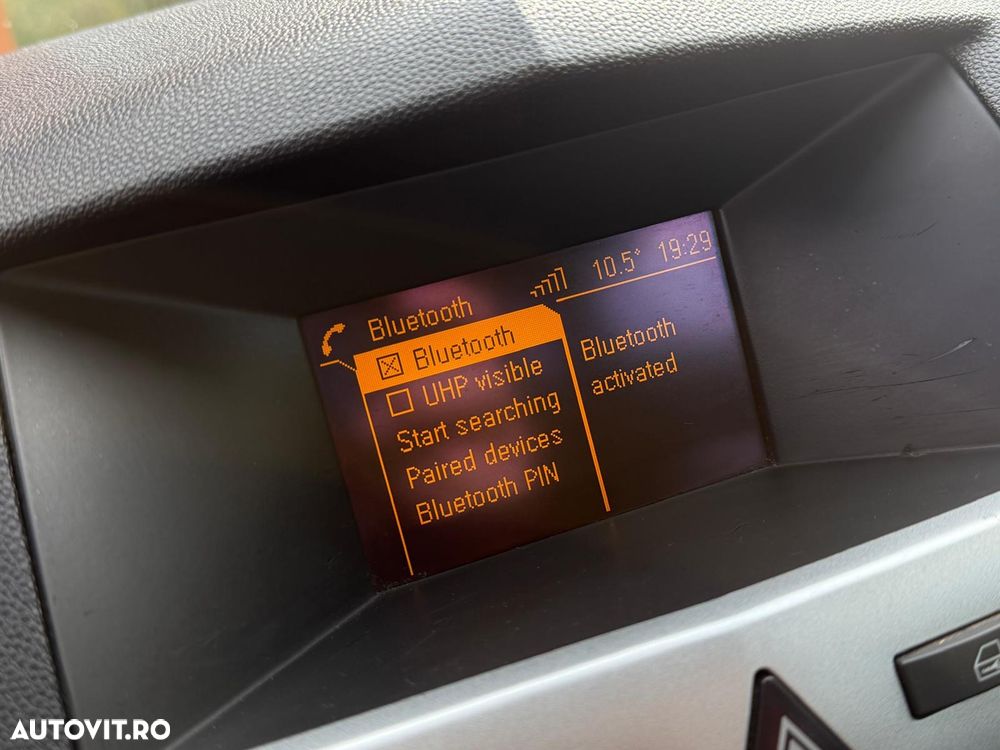 Bluetooth 10.5° 19:29
Bluetooth
UHP visible
Start searching
Paired devices
Bluetooth PIN
Bluetooth
activated
AUTOVIT.RO